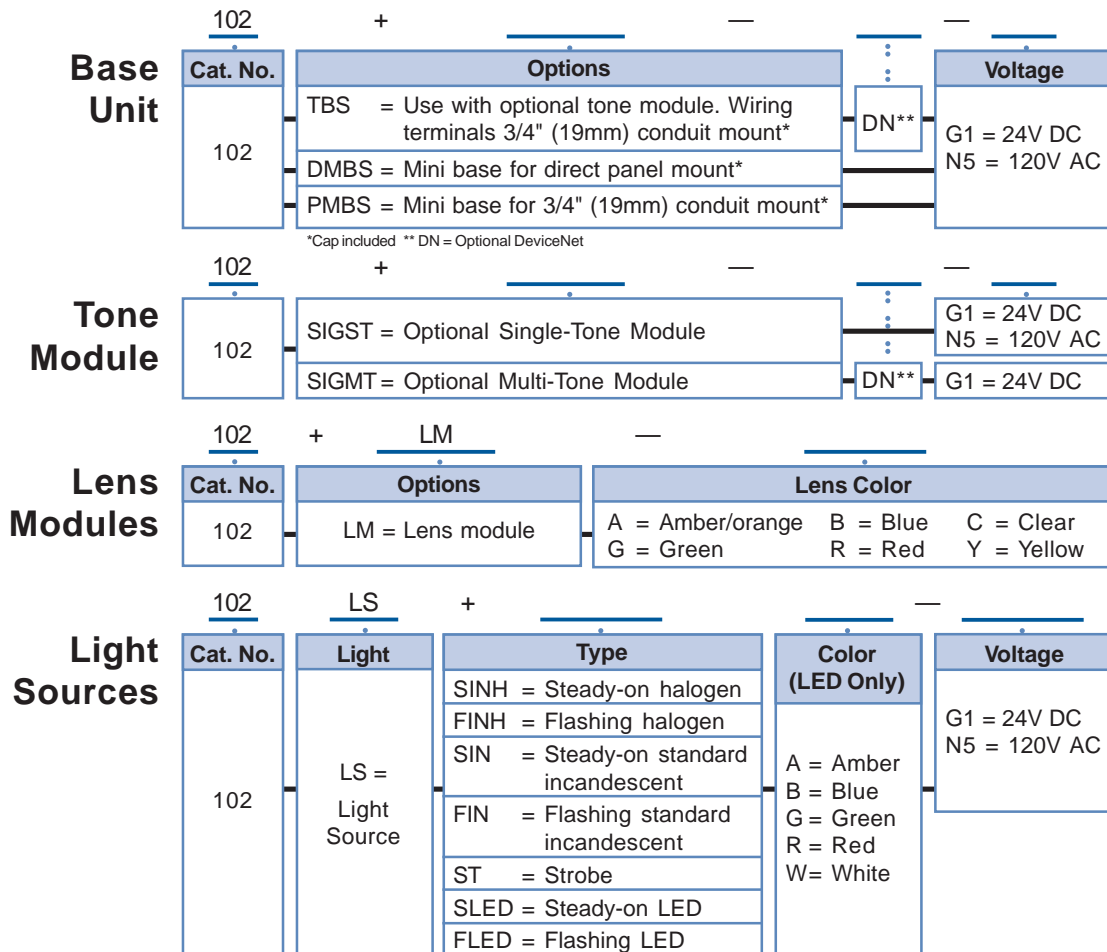 102 + — —
Base Unit
Cat. No. Options Voltage
102
TBS = Use with optional tone module. Wiring
terminals 3/4" (19mm) conduit mount*
DN**
G1 = 24V DC
N5 = 120V AC
DMBS = Mini base for direct panel mount*
PMBS = Mini base for 3/4" (19mm) conduit mount*
*Cap included ** DN = Optional DeviceNet
102 + — —
Tone Module
102
SIGST = Optional Single-Tone Module
G1 = 24V DC
N5 = 120V AC
SIGMT = Optional Multi-Tone Module
DN**
G1 = 24V DC
102 + LM —
Lens Modules
Cat. No. Options Lens Color
102
LM = Lens module
A = Amber/orange B = Blue C = Clear
G = Green R = Red Y = Yellow
102 LS + —
Light Sources
Cat. No. Light Type Color (LED Only) Voltage
102
LS =
Light
Source
SINH = Steady-on halogen
FINH = Flashing halogen
SIN = Steady-on standard
incandescent
FIN = Flashing standard
incandescent
ST = Strobe
SLED = Steady-on LED
FLED = Flashing LED
A = Amber
B = Blue
G = Green
R = Red
W= White
G1 = 24V DC
N5 = 120V AC